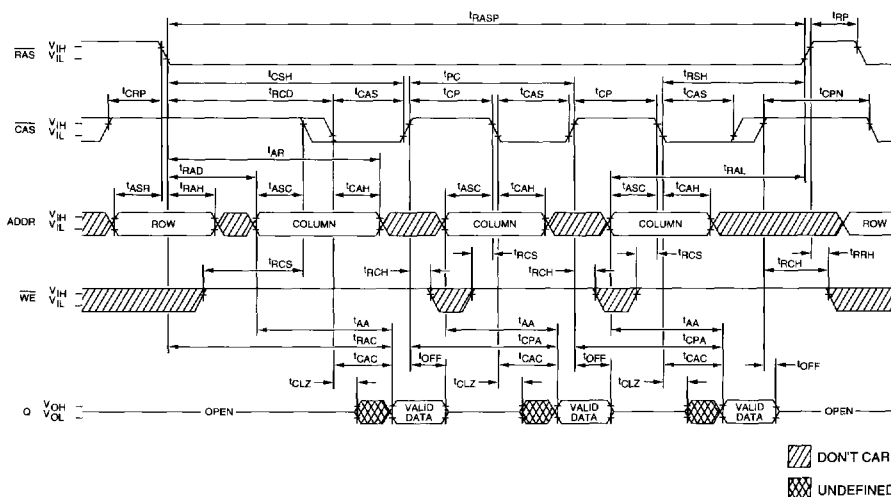 tRASP tRP
RAS VIH
VIL
tCSH tPC tRSH
tCRP tRCD tCAS tCP tCAS tCP tCAS tCPN
CAS VIH
VIL
tAR
tRAD tRAL
tASR tRAH tASC tCAH tASC tCAH tASC tCAH
ADDR VIH
VIL
ROW COLUMN COLUMN COLUMN ROW
tRCS tRCH tRCS tRCH tRCS tRCH tRRH
WE VIH
VIL
tAA tAA tAA
tRAC tCPA tCPA
tCAC tOFF tCAC tOFF tCAC tOFF
tCLZ tCLZ tCLZ
Q VOH
VOL
OPEN VALID DATA VALID DATA VALID DATA OPEN
DON'T CAR
UNDEFINED